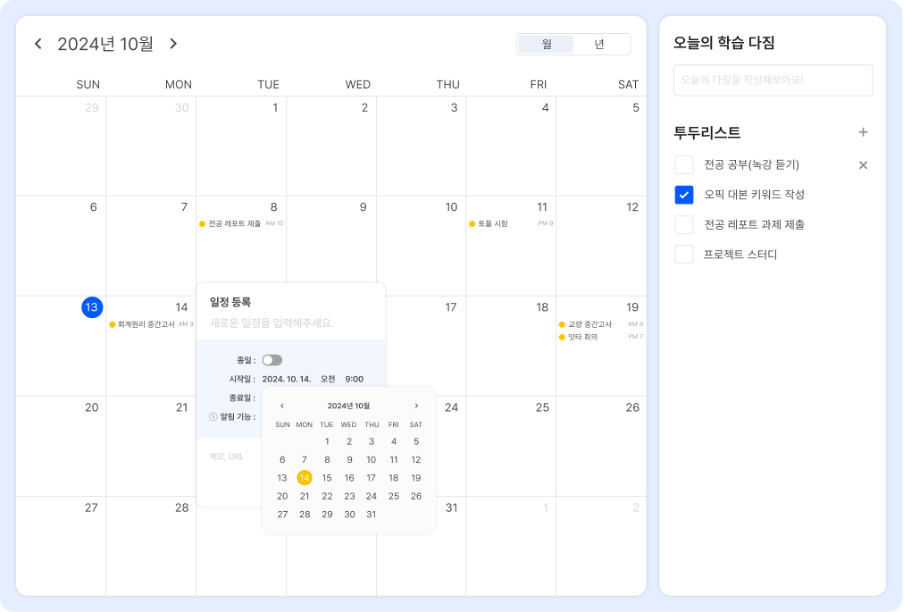 2024년 10월
월 년
SUN MON TUE WED THU FRI SAT
29 30 1 2 3 4 5
6 7 8 9 10 11 12
전공 레포트 제출 AM 10
토플 시험 PM 9
13 14 17 18 19
회계원리 중간고사 AM 9
교양 중간고사 AM 9
잇타 회의 PM 7
20 21 24 25 26
27 28 31 1 2
일정 등록
새로운 일정을 입력해주세요.
종일 :
시작일 : 2024. 10. 14. 오전 9:00
종료일 :
알림 기능 :
메모, URL
2024년 10월
SUN MON TUE WED THU FRI SAT
1 2 3 4 5
6 7 8 9 10 11 12
13 14 15 16 17 18 19
20 21 22 23 24 25 26
27 28 29 30 31
오늘의 학습 다짐
오늘의 다짐을 작성해보아요!
투두리스트
전공 공부(녹강 듣기)
오픽 대본 키워드 작성
전공 레포트 과제 제출
프로젝트 스터디